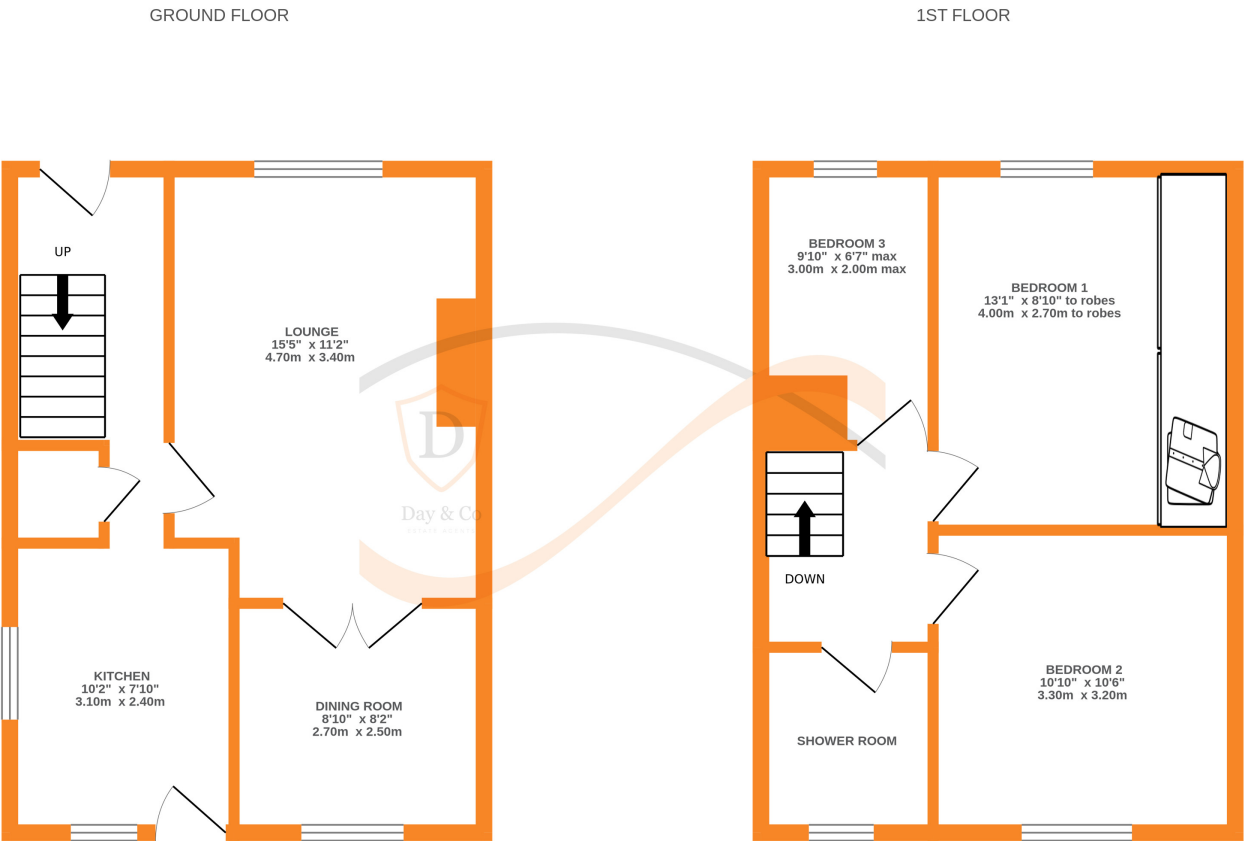 GROUND FLOOR
1ST FLOOR
UP
LOUNGE
15'5" x 11'2"
4.70m x 3.40m
KITCHEN
10'2" x 7'10"
3.10m x 2.40m
DINING ROOM
8'10" x 8'2"
2.70m x 2.50m
D
Day & Co
ESTATE AGENTS
BEDROOM 3
9'10" x 6'7" max
3.00m x 2.00m max
BEDROOM 1
13'1" x 8'10" to robes
4.00m x 2.70m to robes
DOWN
BEDROOM 2
10'10" x 10'6"
3.30m x 3.20m
SHOWER ROOM